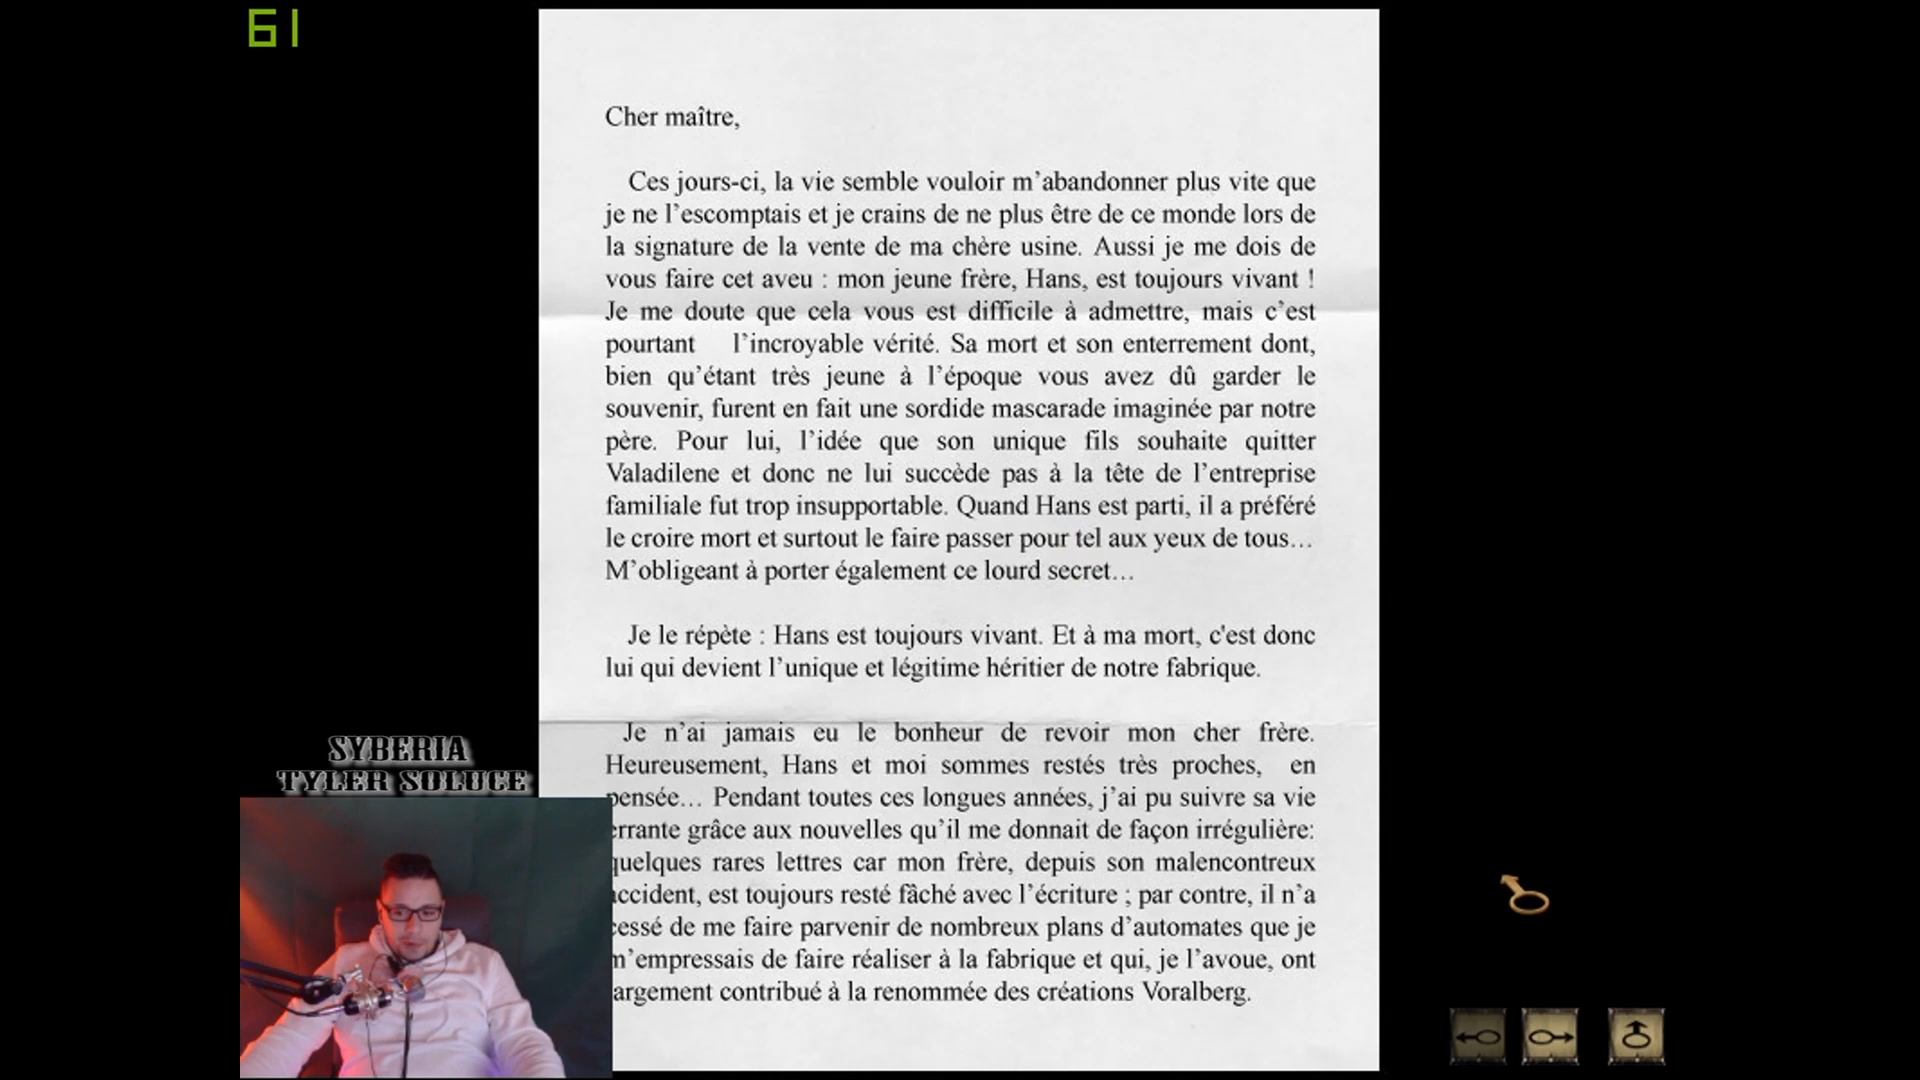 61
Cher maître,
Ces jours-ci, la vie semble vouloir m’abandonner plus vite que
je ne l’escomptais et je crains de ne plus être de ce monde lors de
la signature de la vente de ma chère usine. Aussi je me dois de
vous faire cet aveu : mon jeune frère, Hans, est toujours vivant !
Je me doute que cela vous est difficile à admettre, mais c’est
pourtant l’incroyable vérité. Sa mort et son enterrement dont,
bien qu’étant très jeune à l’époque vous avez dû garder le
souvenir, furent en fait une sordide mascarade imaginée par notre
père. Pour lui, l’idée que son unique fils souhaite quitter
Valadilene et donc ne lui succède pas à la tête de l’entreprise
familiale fut trop insupportable. Quand Hans est parti, il a préféré
le croire mort et surtout le faire passer pour tel aux yeux de tous…
M’obligeant à porter également ce lourd secret…
Je le répète : Hans est toujours vivant. Et à ma mort, c'est donc
lui qui devient l’unique et légitime héritier de notre fabrique.
Je n’ai jamais eu le bonheur de revoir mon cher frère.
Heureusement, Hans et moi sommes restés très proches, en
pensée… Pendant toutes ces longues années, j’ai pu suivre sa vie
errante grâce aux nouvelles qu’il me donnait de façon irrégulière:
quelques rares lettres car mon frère, depuis son malencontreux
accident, est toujours resté fâché avec l’écriture ; par contre, il n’a
cessé de me faire parvenir de nombreux plans d’automates que je
m’empressais de faire réaliser à la fabrique et qui, je l’avoue, ont
largement contribué à la renommée des créations Voralberg.
SYBERIA
TYLER SOLUCE